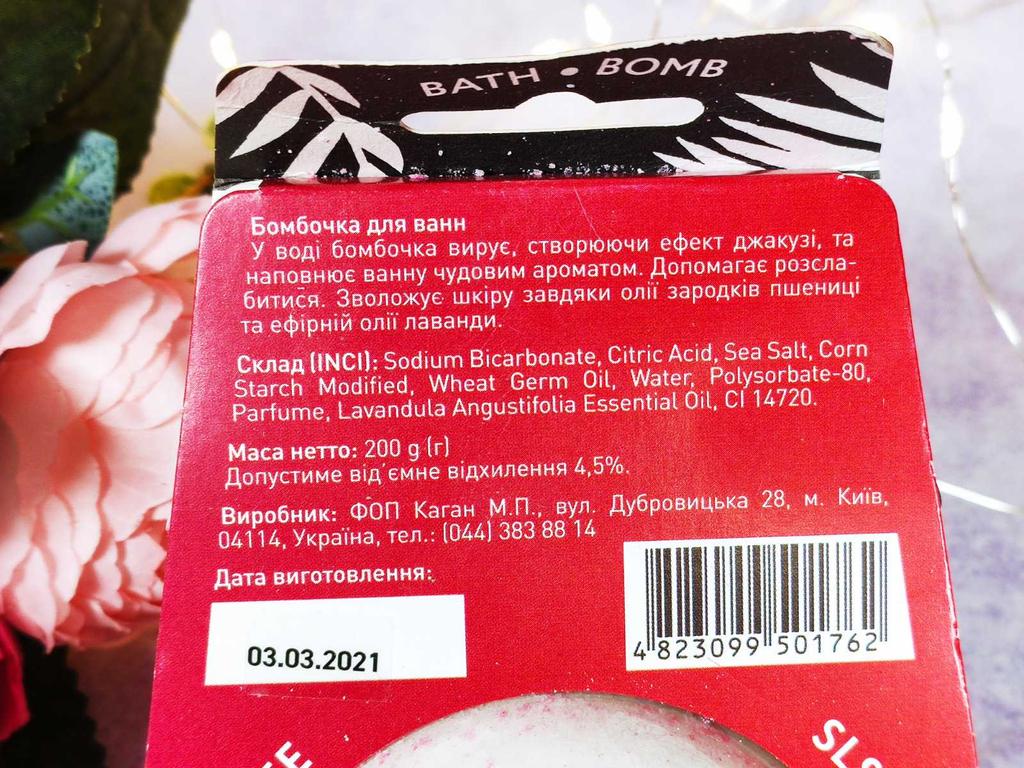 BATH • BOMB
Бомбочка для ванн
У воді бомбочка вирує, створюючи ефект джакузі, та
наповнює ванну чудовим ароматом. Допомагає розсла-
битися. Зволожує шкіру завдяки олії зародків пшениці
та ефірній олії лаванди.
Склад (INCI): Sodium Bicarbonate, Citric Acid, Sea Salt, Corn
Starch Modified, Wheat Germ Oil, Water, Polysorbate-80,
Parfume, Lavandula Angustifolia Essential Oil, CI 14720.
Маса нетто: 200 g (г)
Допустиме від'ємне відхилення 4,5%.
Виробник: ФОП Каган М.П., вул. Дубровицька 28, м. Київ,
04114, Україна, тел.: (044) 383 88 14
Дата виготовлення:
03.03.2021
4 823099 501762